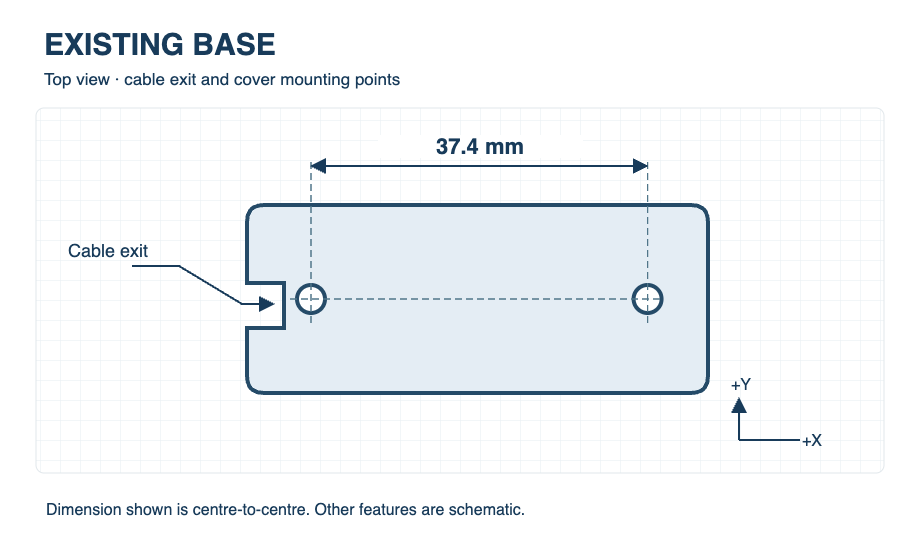 EXISTING BASE
Top view · cable exit and cover mounting points
37.4 mm
Cable exit
+Y
+X
Dimension shown is centre-to-centre. Other features are schematic.